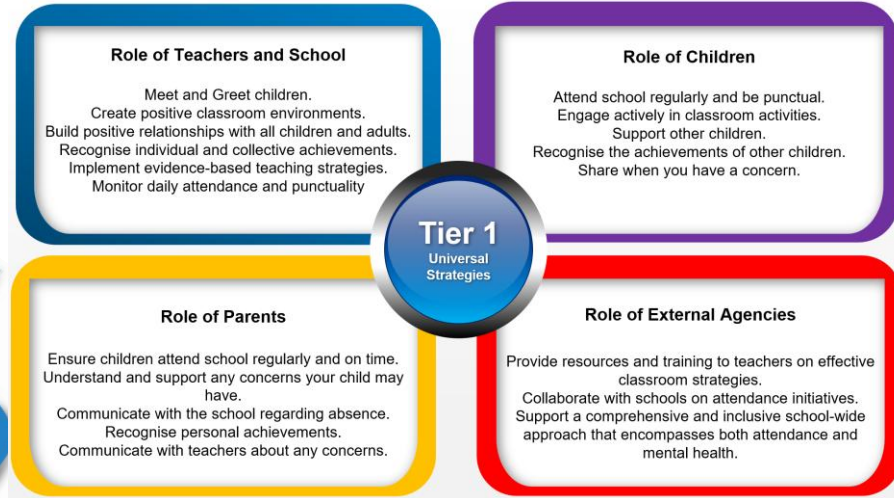 Role of Teachers and School
Meet and Greet children.
Create positive classroom environments.
Build positive relationships with all children and adults.
Recognise individual and collective achievements.
Implement evidence-based teaching strategies.
Monitor daily attendance and punctuality
Role of Children
Attend school regularly and be punctual.
Engage actively in classroom activities.
Support other children.
Recognise the achievements of other children.
Share when you have a concern.
Tier 1
Universal
Strategies
Role of Parents
Ensure children attend school regularly and on time.
Understand and support any concerns your child may
have.
Communicate with the school regarding absence.
Recognise personal achievements.
Communicate with teachers about any concerns.
Role of External Agencies
Provide resources and training to teachers on effective
classroom strategies.
Collaborate with schools on attendance initiatives.
Support a comprehensive and inclusive school-wide
approach that encompasses both attendance and
mental health.